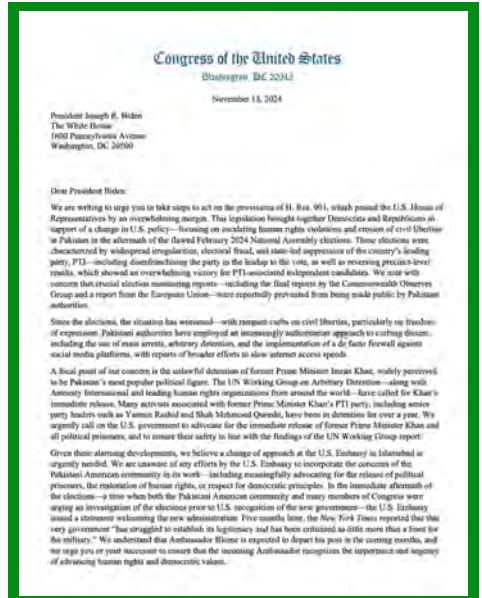 Congress of the United States
Washington, DC 20515
November 15, 2024
President Joseph R. Biden
The White House
1600 Pennsylvania Avenue
Washington, DC 20500
Dear President Biden:
We are writing to urge you to take steps to act on the provisions of H. Res. 901, which passed the U.S. House of
Representatives by an overwhelming margin. This legislation brought together Democrats and Republicans in
support of a change in U.S. policy—focusing on escalating human rights violations and erosion of civil liberties
in Pakistan in the aftermath of the flawed February 2024 National Assembly elections. These elections were
characterized by widespread irregularities, electoral fraud, and state-led suppression of the country's leading
party, PTI—including disenfranchising the party in the leadup to the vote, as well as reversing precinct-level
results, which showed an overwhelming victory for PTI-associated independent candidates. We note with
concern that crucial election monitoring reports—including the final reports by the Commonwealth Observer
Group and a report from the European Union—were reportedly prevented from being made public by Pakistani
authorities.
Since the elections, the situation has worsened—with rampant curbs on civil liberties, particularly on freedom
of expression. Pakistani authorities have employed an increasingly authoritarian approach to curbing dissent,
including the use of mass arrests, arbitrary detention, and the implementation of a de facto firewall against
social media platforms, with reports of broader efforts to slow internet access speeds.
A focal point of our concern is the unlawful detention of former Prime Minister Imran Khan, widely perceived
to be Pakistan's most popular political figure. The UN Working Group on Arbitrary Detention—along with
Amnesty International and leading human rights organizations from around the world—have called for Khan's
immediate release. Many activists associated with former Prime Minister Khan's PTI party, including senior
party leaders such as Yasmin Rashid and Shah Mehmood Qureshi, have been in detention for over a year. We
urgently call on the U.S. government to advocate for the immediate release of former Prime Minister Khan and
all political prisoners, and to ensure their safety in line with the findings of the UN Working Group report.
Given these alarming developments, we believe a change of approach at the U.S. Embassy in Islamabad is
urgently needed. We are unaware of any efforts by the U.S. Embassy to incorporate the concerns of the
Pakistani American community in its work—including meaningfully advocating for the release of political
prisoners, the restoration of human rights, or respect for democratic principles. In the immediate aftermath of
the elections—a time when both the Pakistani American community and many members of Congress were
urging an investigation of the elections prior to U.S. recognition of the new government—the U.S. Embassy
issued a statement welcoming the new administration. Five months later, the New York Times reported that this
very government "has struggled to establish its legitimacy and has been criticized as little more than a front for
the military." We understand that Ambassador Blome is expected to depart his post in the coming months, and
we urge you or your successor to ensure that the incoming Ambassador recognizes the importance and urgency
of advancing human rights and democratic values.